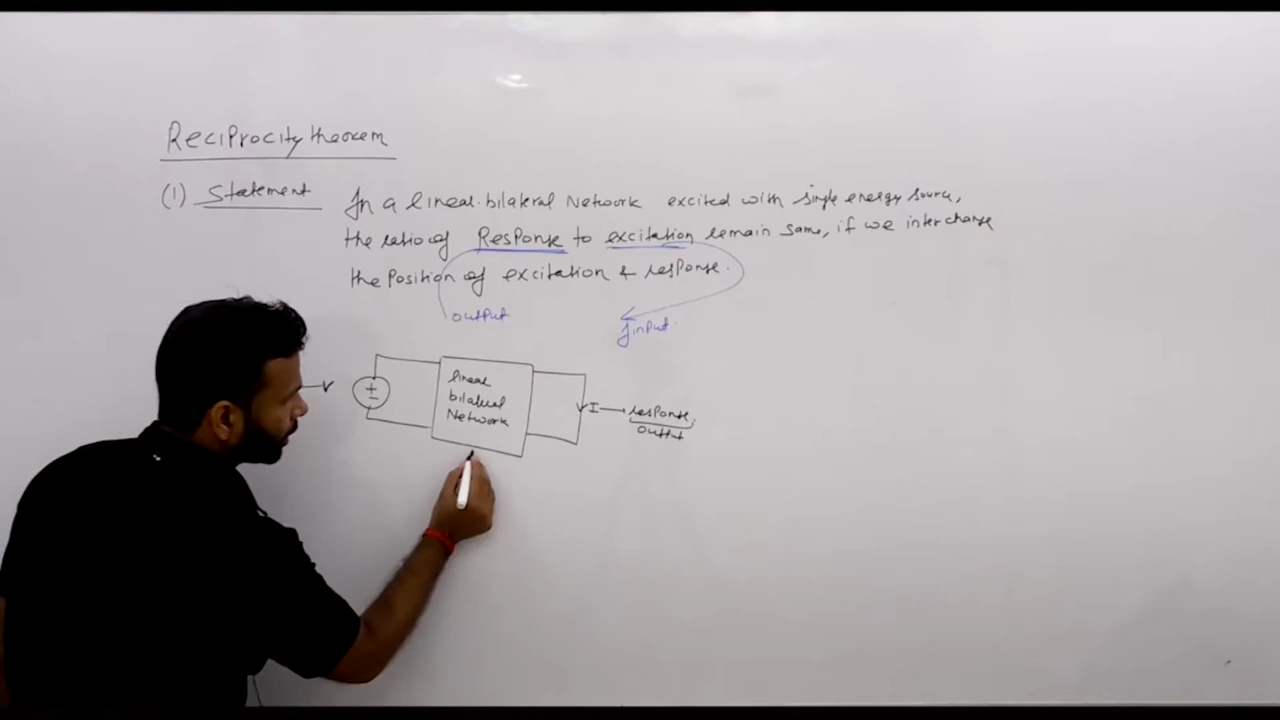 Reciprocity theorem
(1) Statement In a linear bilateral Network excited with single energy source,
the ratio of Response to excitation remain same, if we interchange
the Position of excitation & response.
output
Input
V
+
-
linear
bilateral
Network
I
response
output